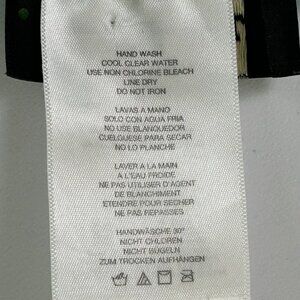 HAND WASH
COOL CLEAR WATER
USE NON CHLORINE BLEACH
LINE DRY
DO NOT IRON
LAVAS A MANO
SOLO CON AGUA FRIA
NO USE BLANQUEDOR
CUELGUESE PARA SECAR
NO LO PLANCHE
LAVER A LA MAIN
A L'EAU FROIDE
NE PAS UTILISER D'AGENT
DE BLANCHIMENT
ETENDRE POUR SECHER
NE PAS REPASSES
HANDWÄSCHE 30°
NICHT CHLOREN
NICHT BÜGELN
ZUM TROCKEN AUFHÄNGEN